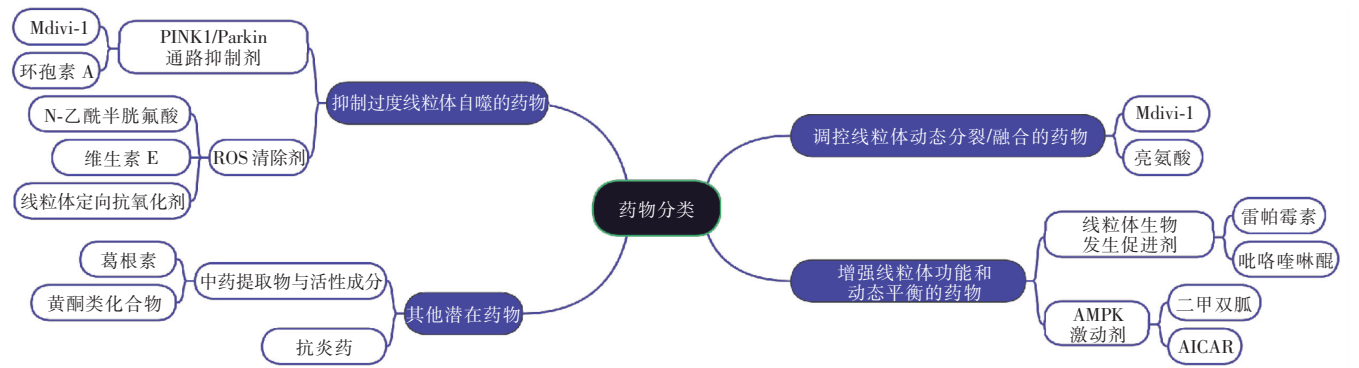 药物分类
抑制过度线粒体自噬的药物
PINK1/Parkin
通路抑制剂
Mdivi-1
环孢素 A
ROS 清除剂
N-乙酰半胱氨酸
维生素 E
线粒体定向抗氧化剂
其他潜在药物
中药提取物与活性成分
葛根素
黄酮类化合物
抗炎药
调控线粒体动态分裂/融合的药物
Mdivi-1
亮氨酸
增强线粒体功能和
动态平衡的药物
线粒体生物
发生促进剂
雷帕霉素
吡咯喹啉醌
AMPK
激动剂
二甲双胍
AICAR